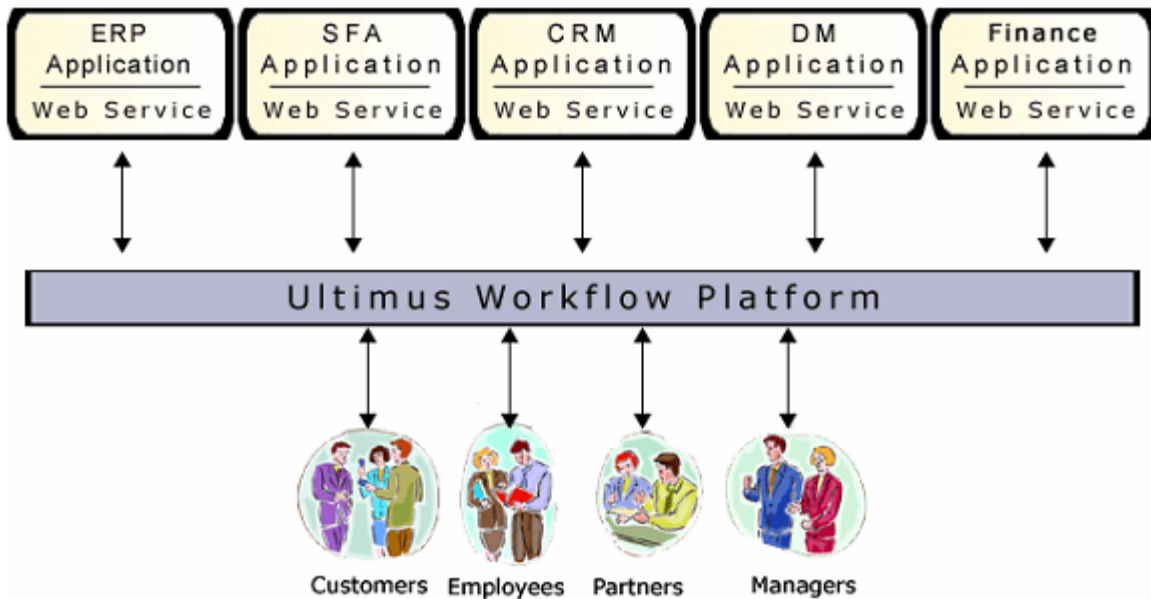 ERP
Application
Web Service
SFA
Application
Web Service
CRM
Application
Web Service
DM
Application
Web Service
Finance
Application
Web Service
Ultimus Workflow Platform
Customers
Employees
Partners
Managers